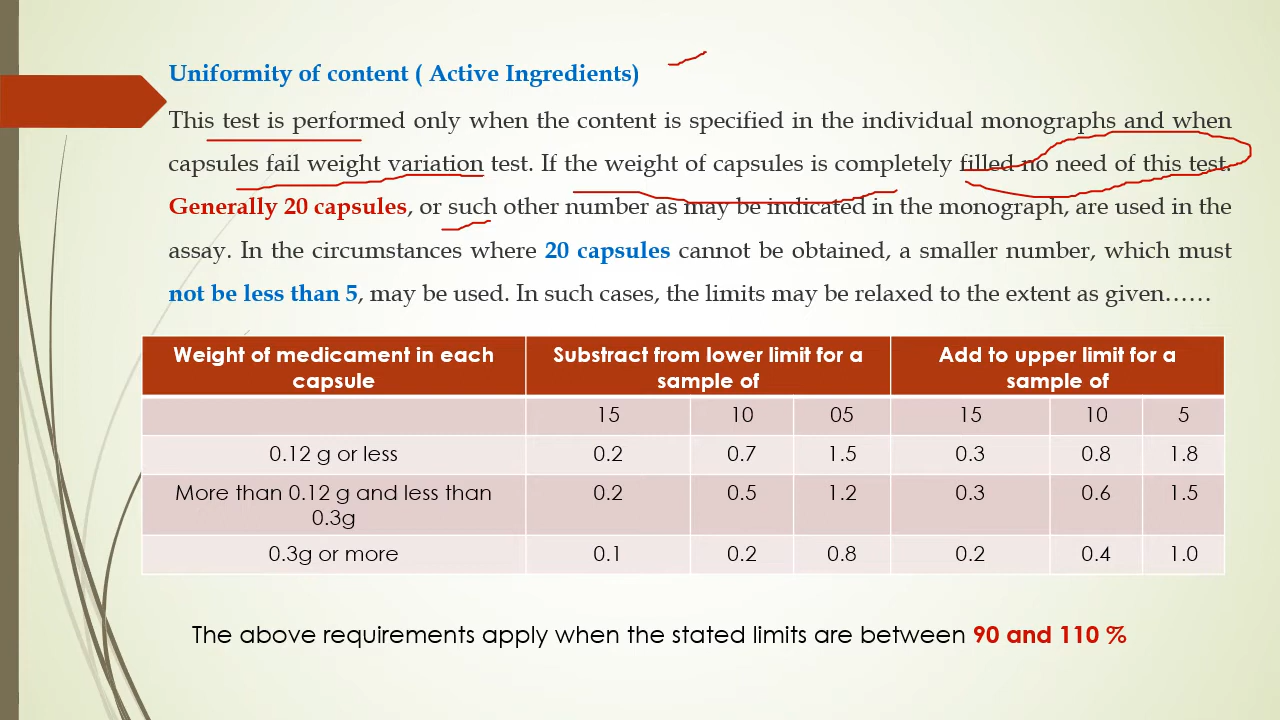 Uniformity of content ( Active Ingredients)
This test is performed only when the content is specified in the individual monographs and when
capsules fail weight variation test. If the weight of capsules is completely filled no need of this test.
Generally 20 capsules, or such other number as may be indicated in the monograph, are used in the
assay. In the circumstances where 20 capsules cannot be obtained, a smaller number, which must
not be less than 5, may be used. In such cases, the limits may be relaxed to the extent as given……
Weight of medicament in each capsule Substract from lower limit for a sample of Add to upper limit for a sample of
15 10 05 15 10 5
0.12 g or less 0.2 0.7 1.5 0.3 0.8 1.8
More than 0.12 g and less than 0.3g 0.2 0.5 1.2 0.3 0.6 1.5
0.3g or more 0.1 0.2 0.8 0.2 0.4 1.0
The above requirements apply when the stated limits are between 90 and 110 %